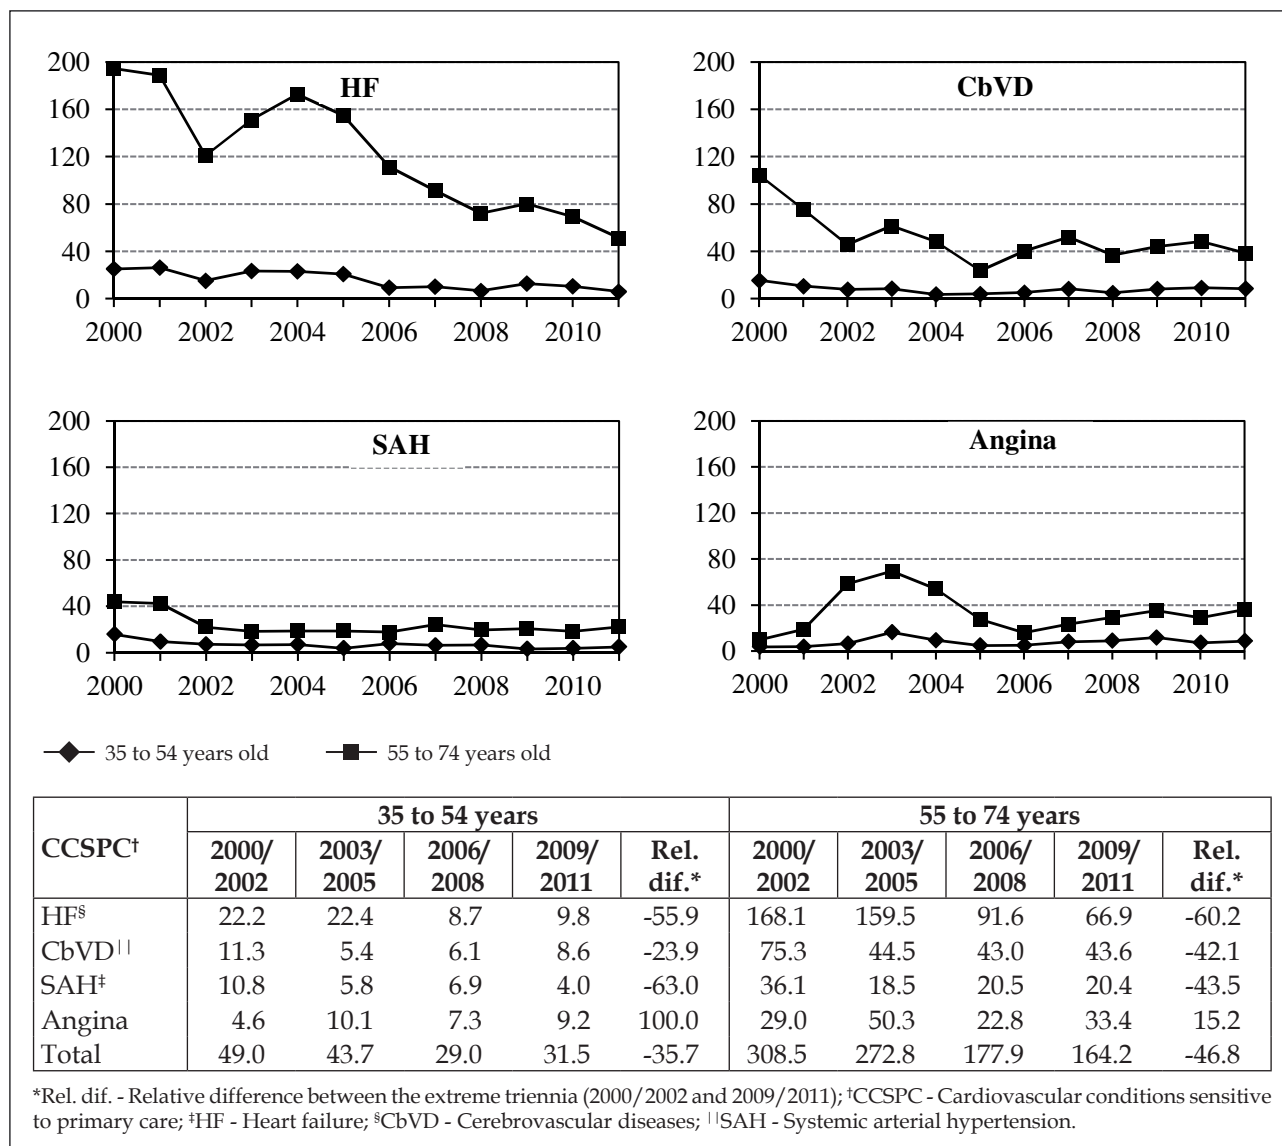 HF
200
160
120
80
40
0
2000 2002 2004 2006 2008 2010
CbVD
200
160
120
80
40
0
2000 2002 2004 2006 2008 2010
SAH
200
160
120
80
40
0
2000 2002 2004 2006 2008 2010
Angina
200
160
120
80
40
0
2000 2002 2004 2006 2008 2010
35 to 54 years old 55 to 74 years old
CCSPC† 35 to 54 years 55 to 74 years
2000/2002 2003/2005 2006/2008 2009/2011 Rel. dif.* 2000/2002 2003/2005 2006/2008 2009/2011 Rel. dif.*
HF§ 22.2 22.4 8.7 9.8 -55.9 168.1 159.5 91.6 66.9 -60.2
CbVD|| 11.3 5.4 6.1 8.6 -23.9 75.3 44.5 43.0 43.6 -42.1
SAH‡ 10.8 5.8 6.9 4.0 -63.0 36.1 18.5 20.5 20.4 -43.5
Angina 4.6 10.1 7.3 9.2 100.0 29.0 50.3 22.8 33.4 15.2
Total 49.0 43.7 29.0 31.5 -35.7 308.5 272.8 177.9 164.2 -46.8
*Rel. dif. - Relative difference between the extreme triennia (2000/2002 and 2009/2011); †CCSPC - Cardiovascular conditions sensitive
to primary care; ‡HF - Heart failure; §CbVD - Cerebrovascular diseases; ||SAH - Systemic arterial hypertension.